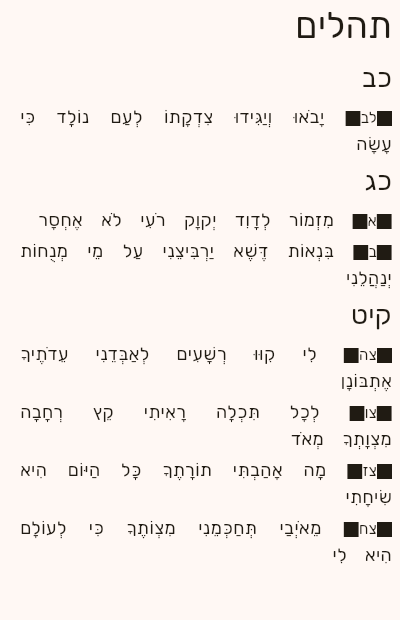 תהלים
כב
■לב■ יָבֹאוּ וְיַגִּידוּ צִדְקָתוֹ לְעַם נוֹלָד כִּי
עָשָׂה
כג
■א■ מִזְמוֹר לְדָוִד יְקוָק רֹעִי לֹא אֶחְסָר
■ב■ בִּנְאוֹת דֶּשֶׁא יַרְבִּיצֵנִי עַל מֵי מְנֻחוֹת
יְנַהֲלֵנִי
קיט
■צה■ לִי קִוּוּ רְשָׁעִים לְאַבְּדֵנִי עֵדֹתֶיךָ
אֶתְבּוֹנָן
■צו■ לְכָל תִּכְלָה רָאִיתִי קֵץ רְחָבָה
מִצְוָתְךָ מְאֹד
■צז■ מָה אָהַבְתִּי תוֹרָתֶךָ כָּל הַיּוֹם הִיא
שִׂיחָתִי
■צח■ מֵאֹיְבַי תְּחַכְּמֵנִי מִצְוֹתֶךָ כִּי לְעוֹלָם
הִיא לִי